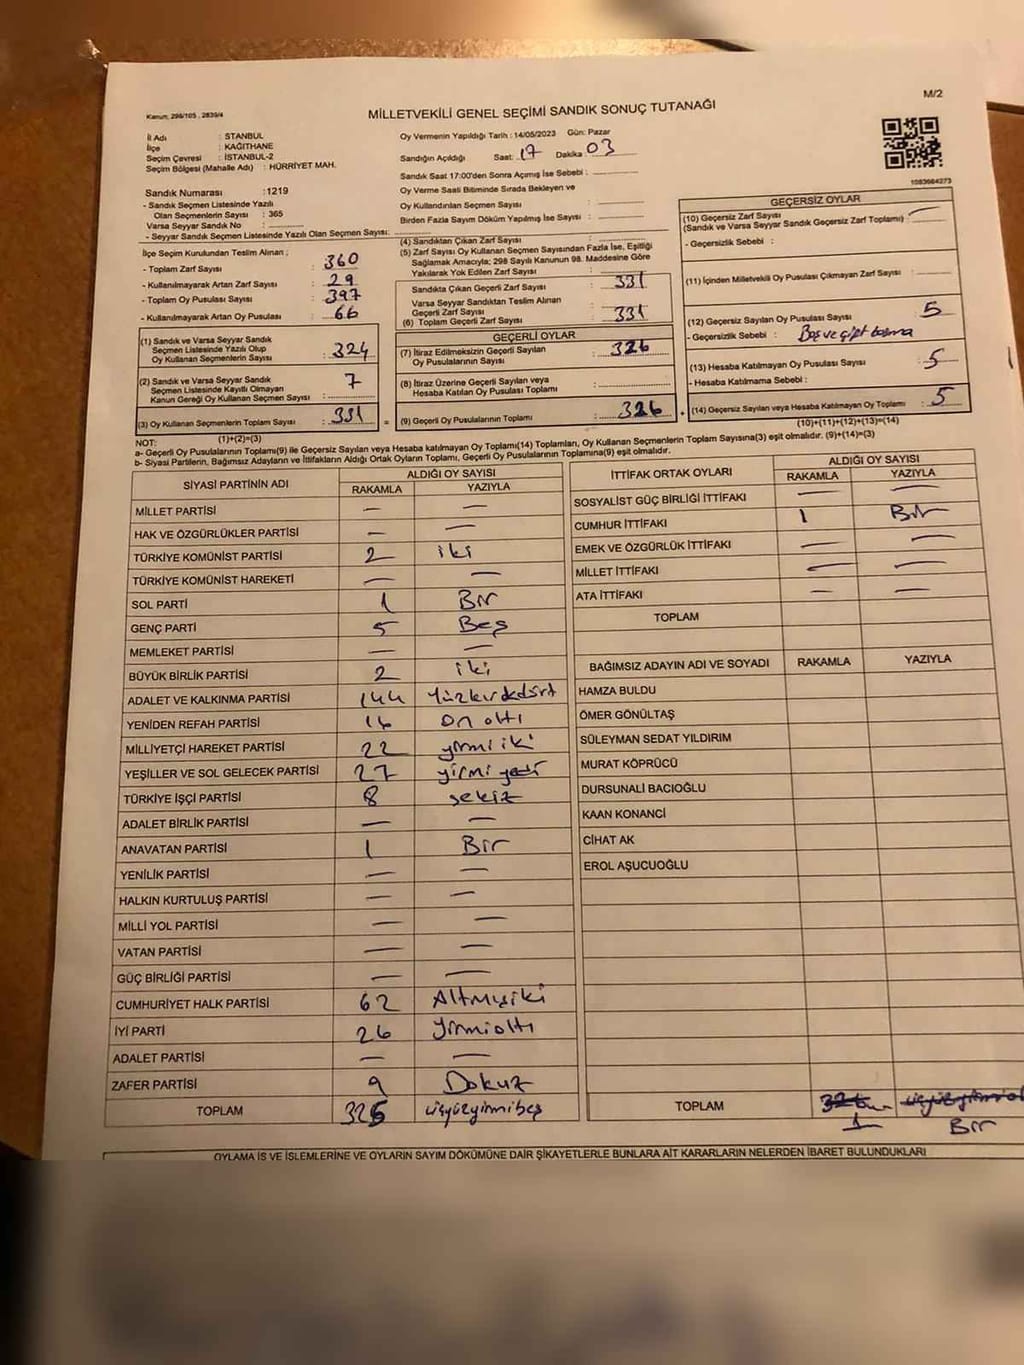 M/2
Kanun; 298/105 , 2839/4
MİLLETVEKİLİ GENEL SEÇİMİ SANDIK SONUÇ TUTANAĞI
İl Adı : STANBUL
İlçe : KAĞITHANE
Seçim Çevresi : İSTANBUL-2
Seçim Bölgesi (Mahalle Adı) : HÜRRİYET MAH.
Sandık Numarası :1219
- Sandık Seçmen Listesinde Yazılı
Olan Seçmenlerin Sayısı : 365
Varsa Seyyar Sandık No :
- Seyyar Sandık Seçmen Listesinde Yazılı Olan Seçmen Sayısı:
Oy Vermenin Yapıldığı Tarih :14/05/2023 Gün: Pazar
Sandığın Açıldığı Saat: 17 Dakika 03
Sandık Saat 17:00'den Sonra Açımış İse Sebebi :
Oy Verme Saati Bitiminde Sırada Bekleyen ve
Oy Kullandırılan Seçmen Sayısı :
Birden Fazla Sayım Döküm Yapılmış İse Sayısı :
1083664273
İlçe Seçim Kurulundan Teslim Alınan ;
- Toplam Zarf Sayısı : 360
- Kullanılmayarak Artan Zarf Sayısı : 29
- Toplam Oy Pusulası Sayısı : 397
- Kullanılmayarak Artan Oy Pusulası : 66
(1) Sandık ve Varsa Seyyar Sandık
Seçmen Listesinde Yazılı Olup
Oy Kullanan Seçmenlerin Sayısı : 324
(2) Sandık ve Varsa Seyyar Sandık
Seçmen Listesinde Kayıtlı Olmayan
Kanun Gereği Oy Kullanan Seçmen Sayısı : 7
(3) Oy Kullanan Seçmenlerin Toplam Sayısı : 331
(1)+(2)=(3)
(4) Sandıktan Çıkan Zarf Sayısı :
(5) Zarf Sayısı Oy Kullanan Seçmen Sayısından Fazla İse, Eşitliği
Sağlamak Amacıyla; 298 Sayılı Kanunun 98. Maddesine Göre
Yakılarak Yok Edilen Zarf Sayısı :
Sandıkta Çıkan Geçerli Zarf Sayısı : 331
Varsa Seyyar Sandıktan Teslim Alınan
Geçerli Zarf Sayısı :
(6) Toplam Geçerli Zarf Sayısı : 331
GEÇERLİ OYLAR
(7) İtiraz Edilmeksizin Geçerli Sayılan
Oy Pusulalarının Sayısı : 326
(8) İtiraz Üzerine Geçerli Sayılan veya
Hesaba Katılan Oy Pusulası Toplamı :
(9) Geçerli Oy Pusulalarının Toplamı : 326
GEÇERSİZ OYLAR
(10) Geçersiz Zarf Sayısı
(Sandık ve Varsa Seyyar Sandık Geçersiz Zarf Toplamı) : —
- Geçersizlik Sebebi :
(11) İçinden Milletvekili Oy Pusulası Çıkmayan Zarf Sayısı :
(12) Geçersiz Sayılan Oy Pusulası Sayısı : 5
- Geçersizlik Sebebi : Boş ve çift basma
(13) Hesaba Katılmayan Oy Pusulası Sayısı : 5
- Hesaba Katılmama Sebebi :
(14) Geçersiz Sayılan veya Hesaba Katılmayan Oy Toplamı : 5
(10)+(11)+(12)+(13)=(14)
NOT:
a- Geçerli Oy Pusulalarının Toplamı(9) ile Geçersiz Sayılan veya Hesaba katılmayan Oy Toplamı(14) Toplamları, Oy Kullanan Seçmenlerin Toplam Sayısına(3) eşit olmalıdır. (9)+(14)=(3)
b- Siyasi Partilerin, Bağımsız Adayların ve İttifakların Aldığı Ortak Oyların Toplamı, Geçerli Oy Pusulalarının Toplamına(9) eşit olmalıdır.
SİYASİ PARTİNİN ADI ALDIĞI OY SAYISI
RAKAMLA YAZIYLA
MİLLET PARTİSİ — —
HAK VE ÖZGÜRLÜKLER PARTİSİ — —
TÜRKİYE KOMÜNİST PARTİSİ 2 iki
TÜRKİYE KOMÜNİST HAREKETİ — —
SOL PARTİ 1 Bir
GENÇ PARTİ 5 Beş
MEMLEKET PARTİSİ — —
BÜYÜK BİRLİK PARTİSİ 2 iki
ADALET VE KALKINMA PARTİSİ 144 Yüzkırkdört
YENİDEN REFAH PARTİSİ 16 On altı
MİLLİYETÇİ HAREKET PARTİSİ 22 yirmi iki
YEŞİLLER VE SOL GELECEK PARTİSİ 27 yirmi yedi
TÜRKİYE İŞÇİ PARTİSİ 8 sekiz
ADALET BİRLİK PARTİSİ — —
ANAVATAN PARTİSİ 1 Bir
YENİLİK PARTİSİ — —
HALKIN KURTULUŞ PARTİSİ — —
MİLLİ YOL PARTİSİ — —
VATAN PARTİSİ — —
GÜÇ BİRLİĞİ PARTİSİ — —
CUMHURİYET HALK PARTİSİ 62 Altmışiki
İYİ PARTİ 26 Yirmialtı
ADALET PARTİSİ — —
ZAFER PARTİSİ 9 Dokuz
TOPLAM 325 üçyüzyirmibeş
İTTİFAK ORTAK OYLARI ALDIĞI OY SAYISI
RAKAMLA YAZIYLA
SOSYALİST GÜÇ BİRLİĞİ İTTİFAKI — —
CUMHUR İTTİFAKI 1 Bir
EMEK VE ÖZGÜRLÜK İTTİFAKI — —
MİLLET İTTİFAKI — —
ATA İTTİFAKI — —
TOPLAM
BAĞIMSIZ ADAYIN ADI VE SOYADI RAKAMLA YAZIYLA
HAMZA BULDU
ÖMER GÖNÜLTAŞ
SÜLEYMAN SEDAT YILDIRIM
MURAT KÖPRÜCÜ
DURSUNALİ BACIOĞLU
KAAN KONANCİ
CİHAT AK
EROL AŞUCUOĞLU
TOPLAM 1 Bir
OYLAMA İŞ VE İŞLEMLERİNE VE OYLARIN SAYIM DÖKÜMÜNE DAİR ŞİKAYETLERLE BUNLARA AİT KARARLARIN NELERDEN İBARET BULUNDUKLARI